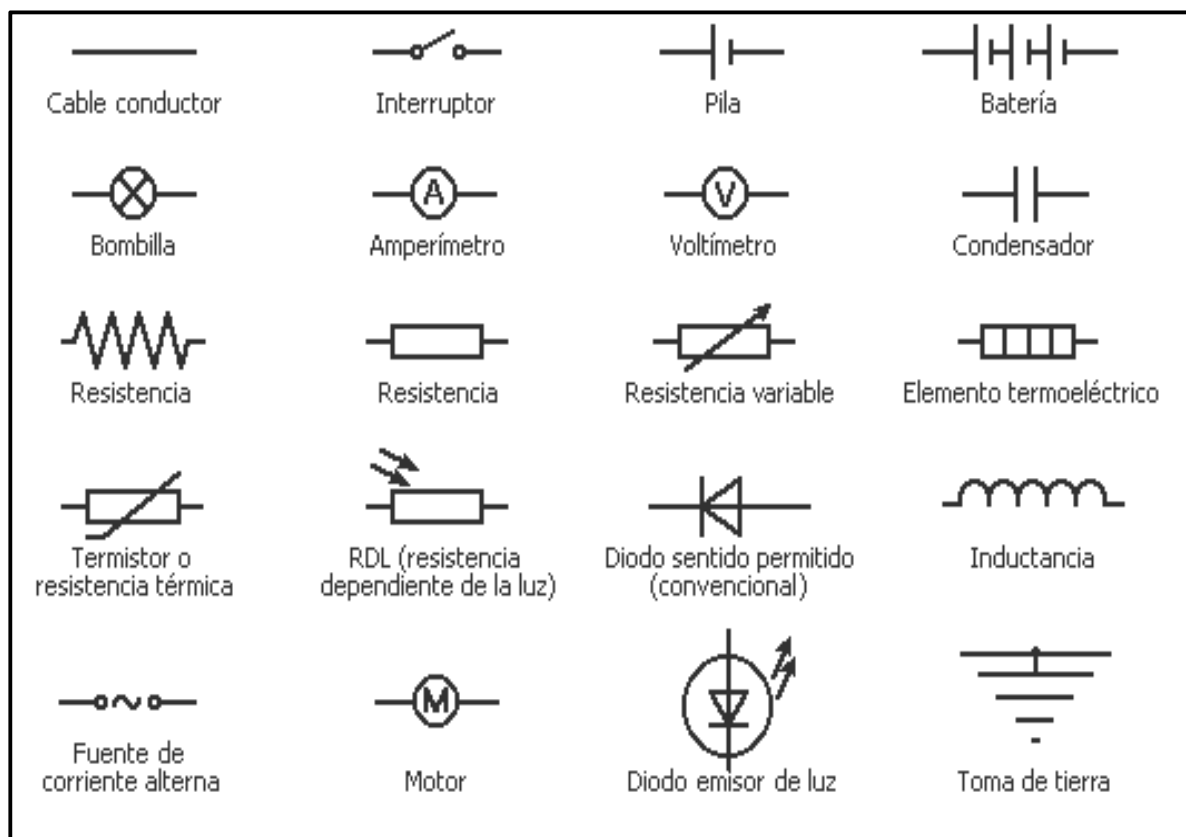 Cable conductor
Interruptor
Pila
Batería
Bombilla
A
Amperímetro
V
Voltímetro
Condensador
Resistencia
Resistencia
Resistencia variable
Elemento termoeléctrico
Termistor o
resistencia térmica
RDL (resistencia
dependiente de la luz)
Diodo sentido permitido
(convencional)
Inductancia
Fuente de
corriente alterna
M
Motor
Diodo emisor de luz
Toma de tierra